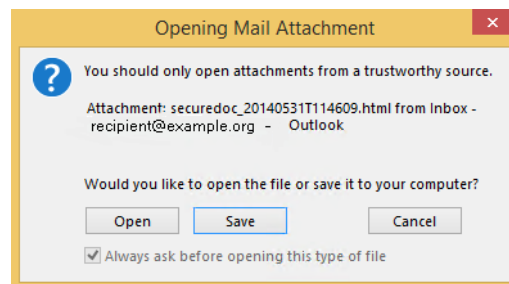 Opening Mail Attachment
You should only open attachments from a trustworthy source.
Attachment: securedoc_20140531T114609.html from Inbox -
recipient@example.org - Outlook
Would you like to open the file or save it to your computer?
Open Save Cancel
Always ask before opening this type of file